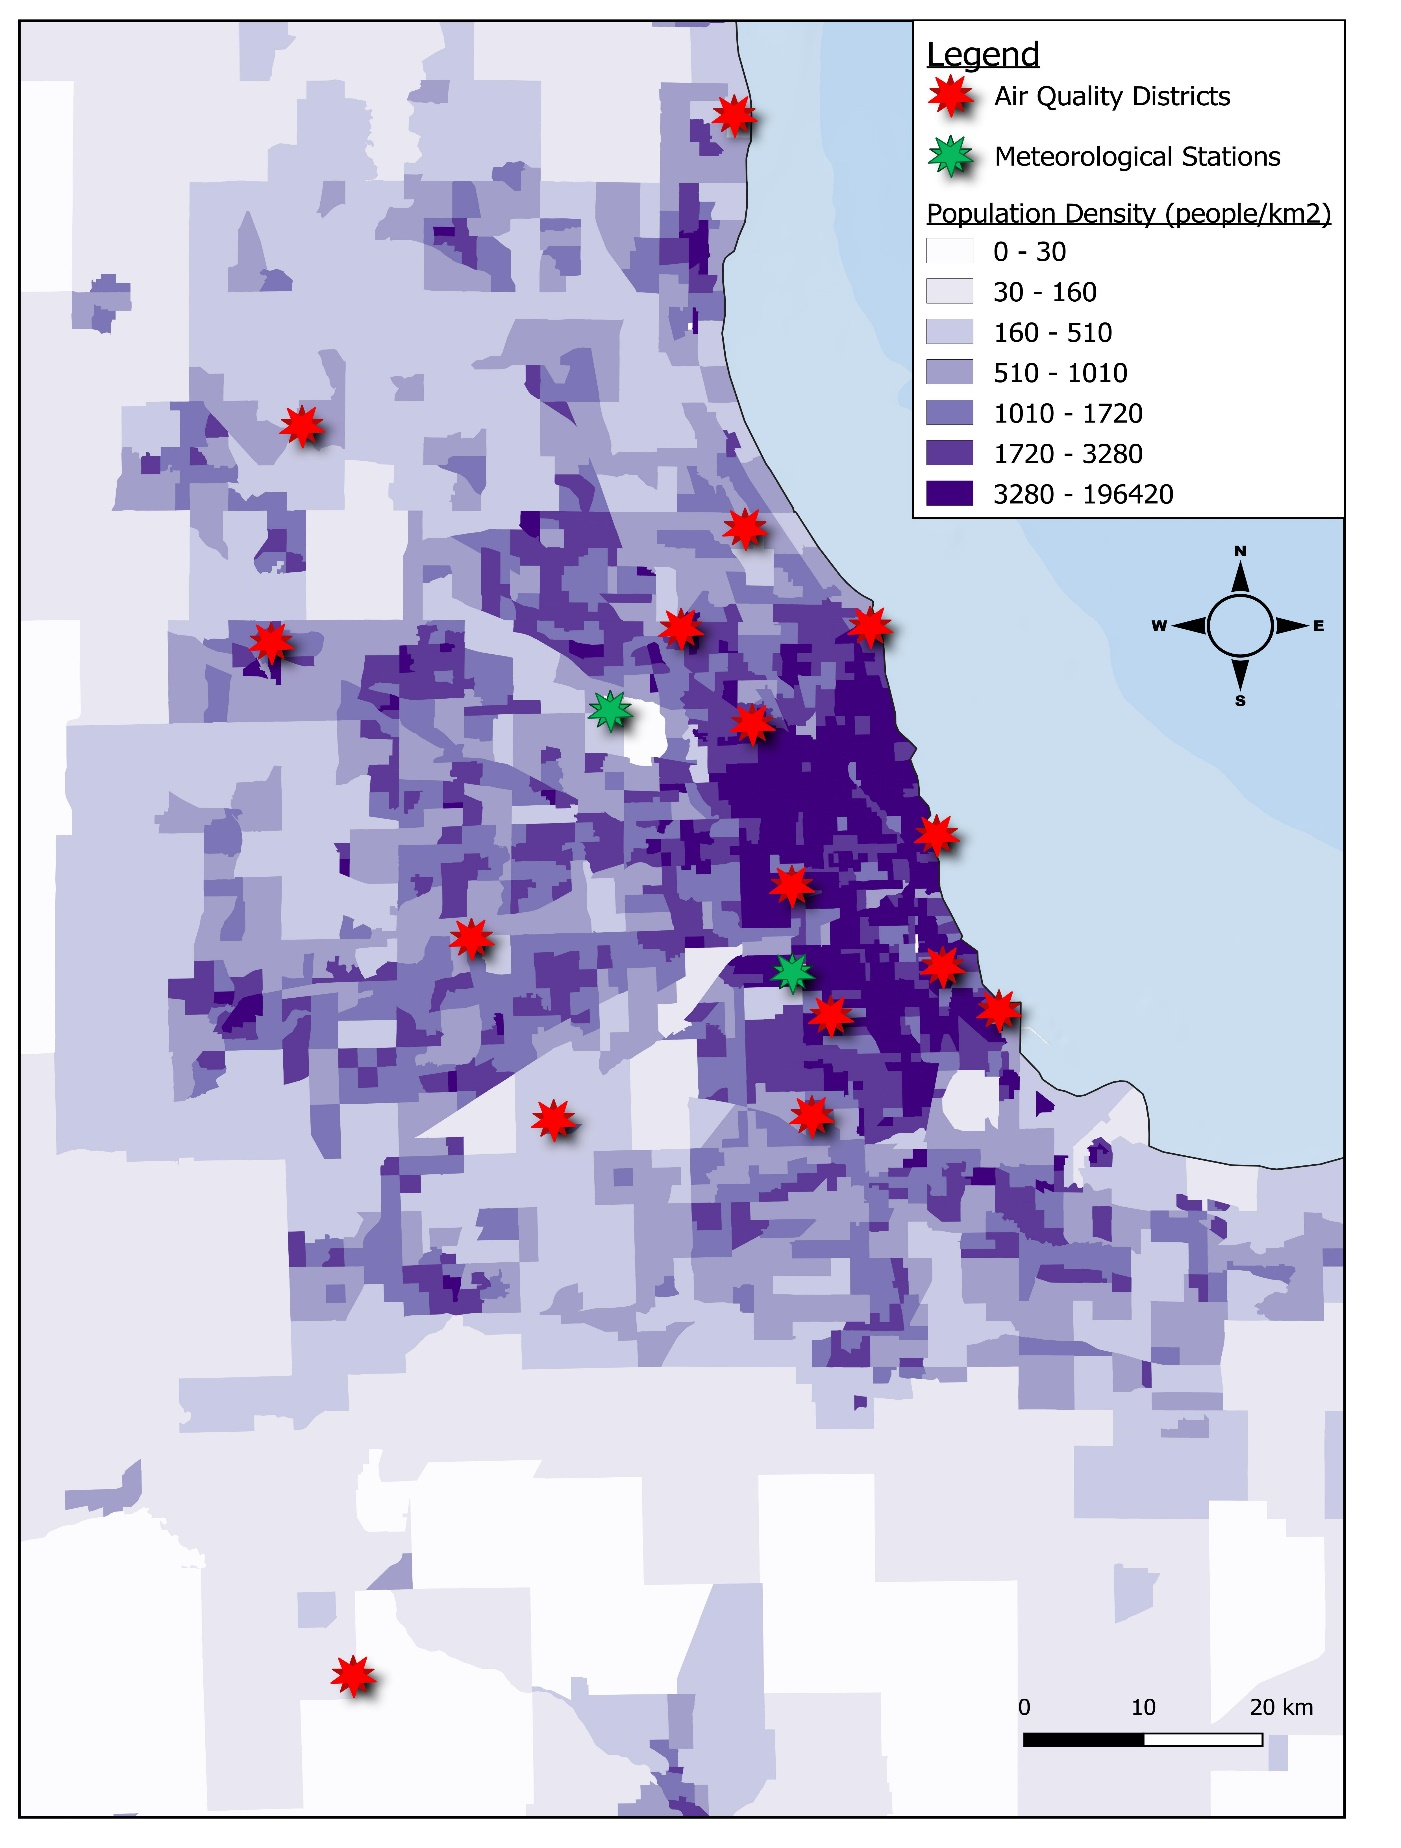 Legend
Air Quality Districts
Meteorological Stations
Population Density (people/km2)
0 - 30
30 - 160
160 - 510
510 - 1010
1010 - 1720
1720 - 3280
3280 - 196420
N
W E
S
0 10 20 km